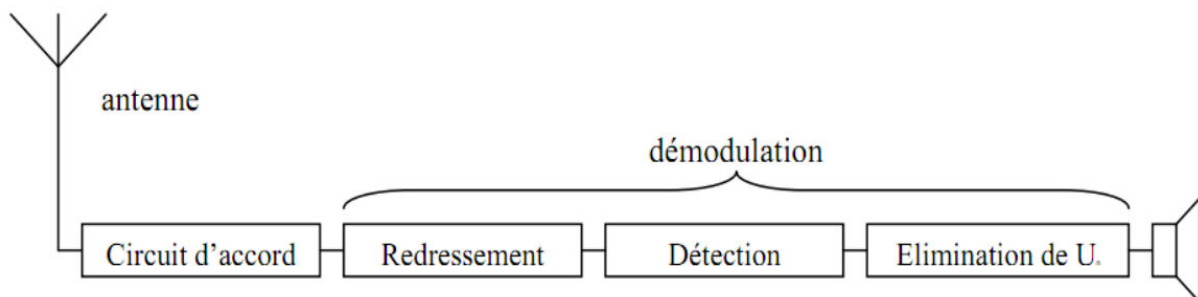 antenne
démodulation
Circuit d’accord
Redressement
Détection
Elimination de U